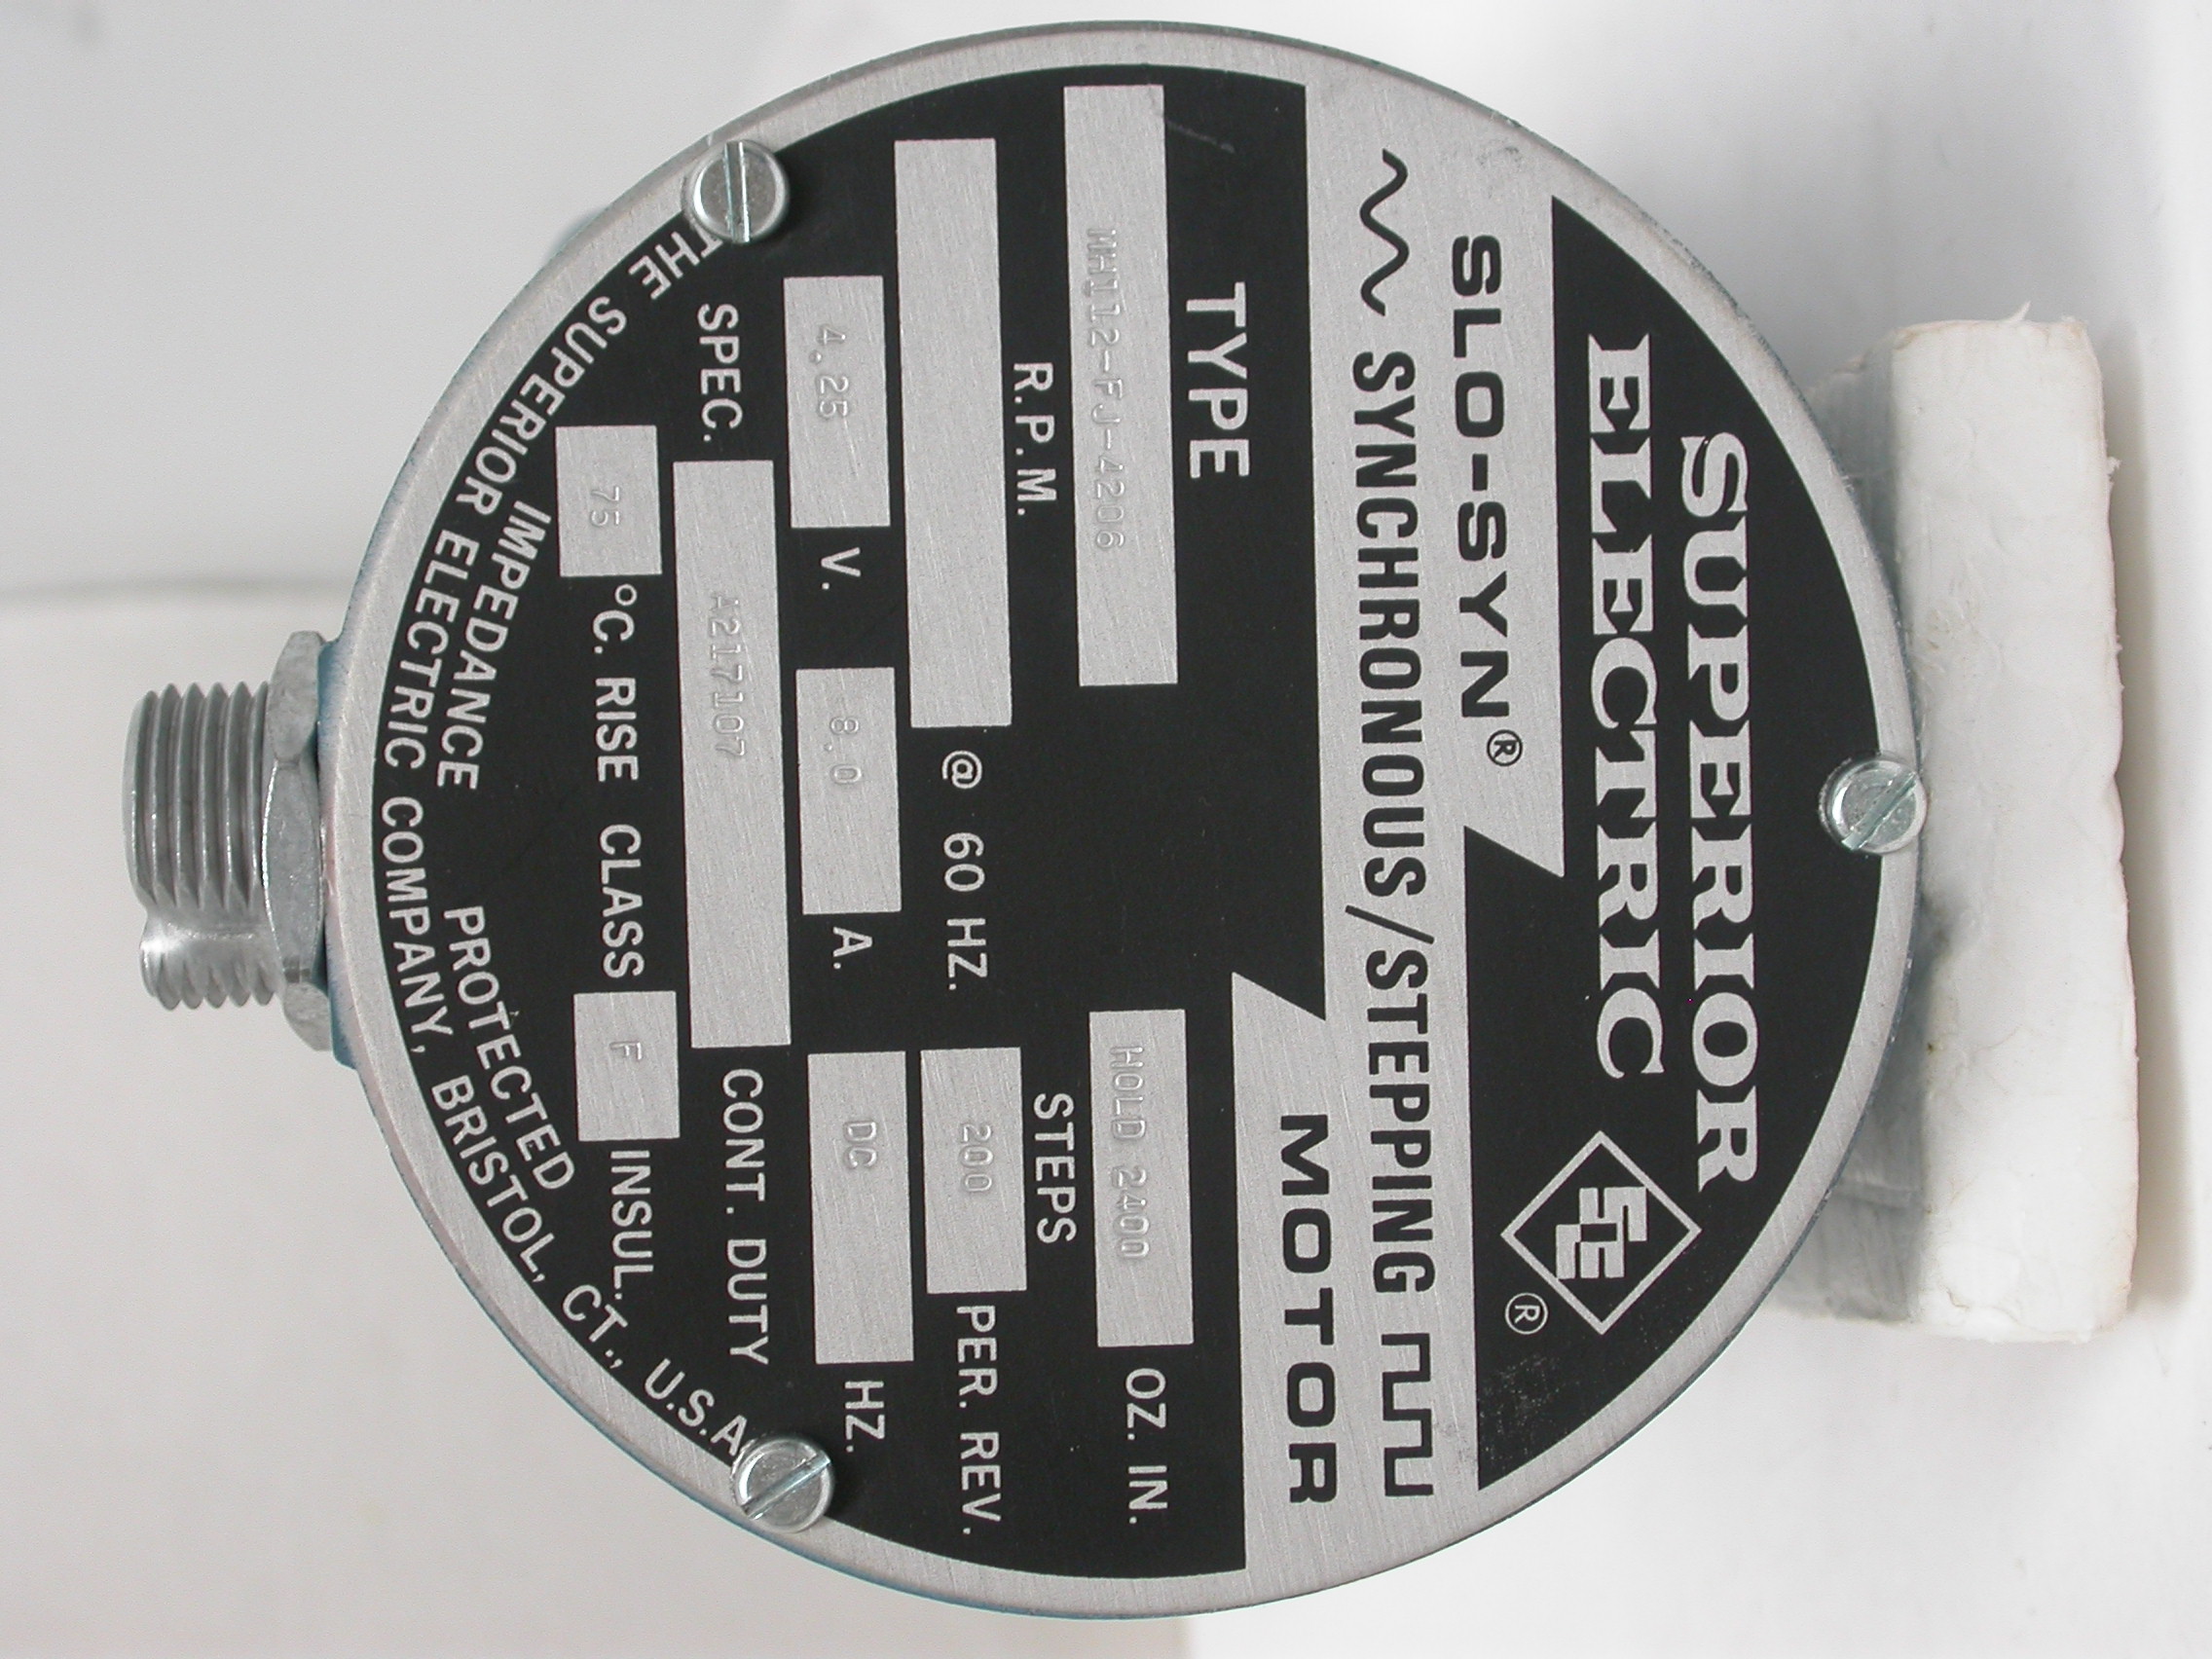 SUPERIOR
ELECTRIC
SE
®
SLO-SYN®
SYNCHRONOUS/STEPPING
MOTOR
TYPE
WH112-FJ-4206
HOLD 2400 OZ. IN.
R.P.M.
STEPS
@ 60 HZ.
200 PER. REV.
4.25 V. 8.0 A. DC HZ.
SPEC. A217107 CONT. DUTY
75 °C. RISE CLASS F INSUL.
IMPEDANCE PROTECTED
THE SUPERIOR ELECTRIC COMPANY, BRISTOL, CT., U.S.A.